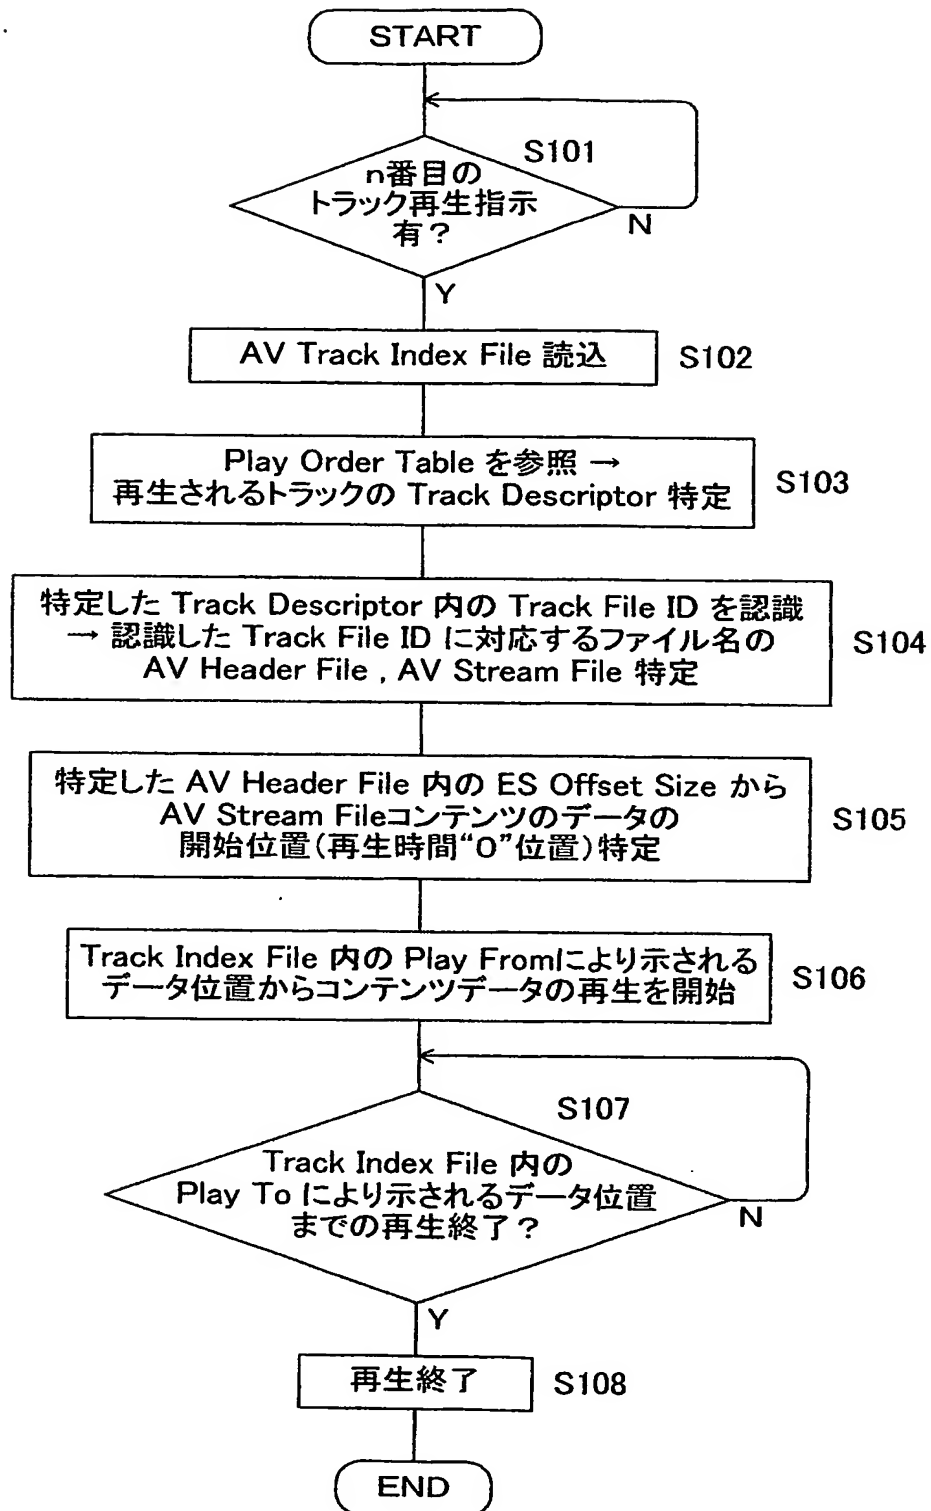 START
S101
n番目の
トラック再生指示
有？
N
Y
AV Track Index File 読込
S102
Play Order Table を参照 →
再生されるトラックの Track Descriptor 特定
S103
特定した Track Descriptor 内の Track File ID を認識
→ 認識した Track File ID に対応するファイル名の
AV Header File , AV Stream File 特定
S104
特定した AV Header File 内の ES Offset Size から
AV Stream Fileコンテンツのデータの
開始位置(再生時間“0”位置)特定
S105
Track Index File 内の Play Fromにより示される
データ位置からコンテンツデータの再生を開始
S106
S107
Track Index File 内の
Play To により示されるデータ位置
までの再生終了？
N
Y
再生終了
S108
END